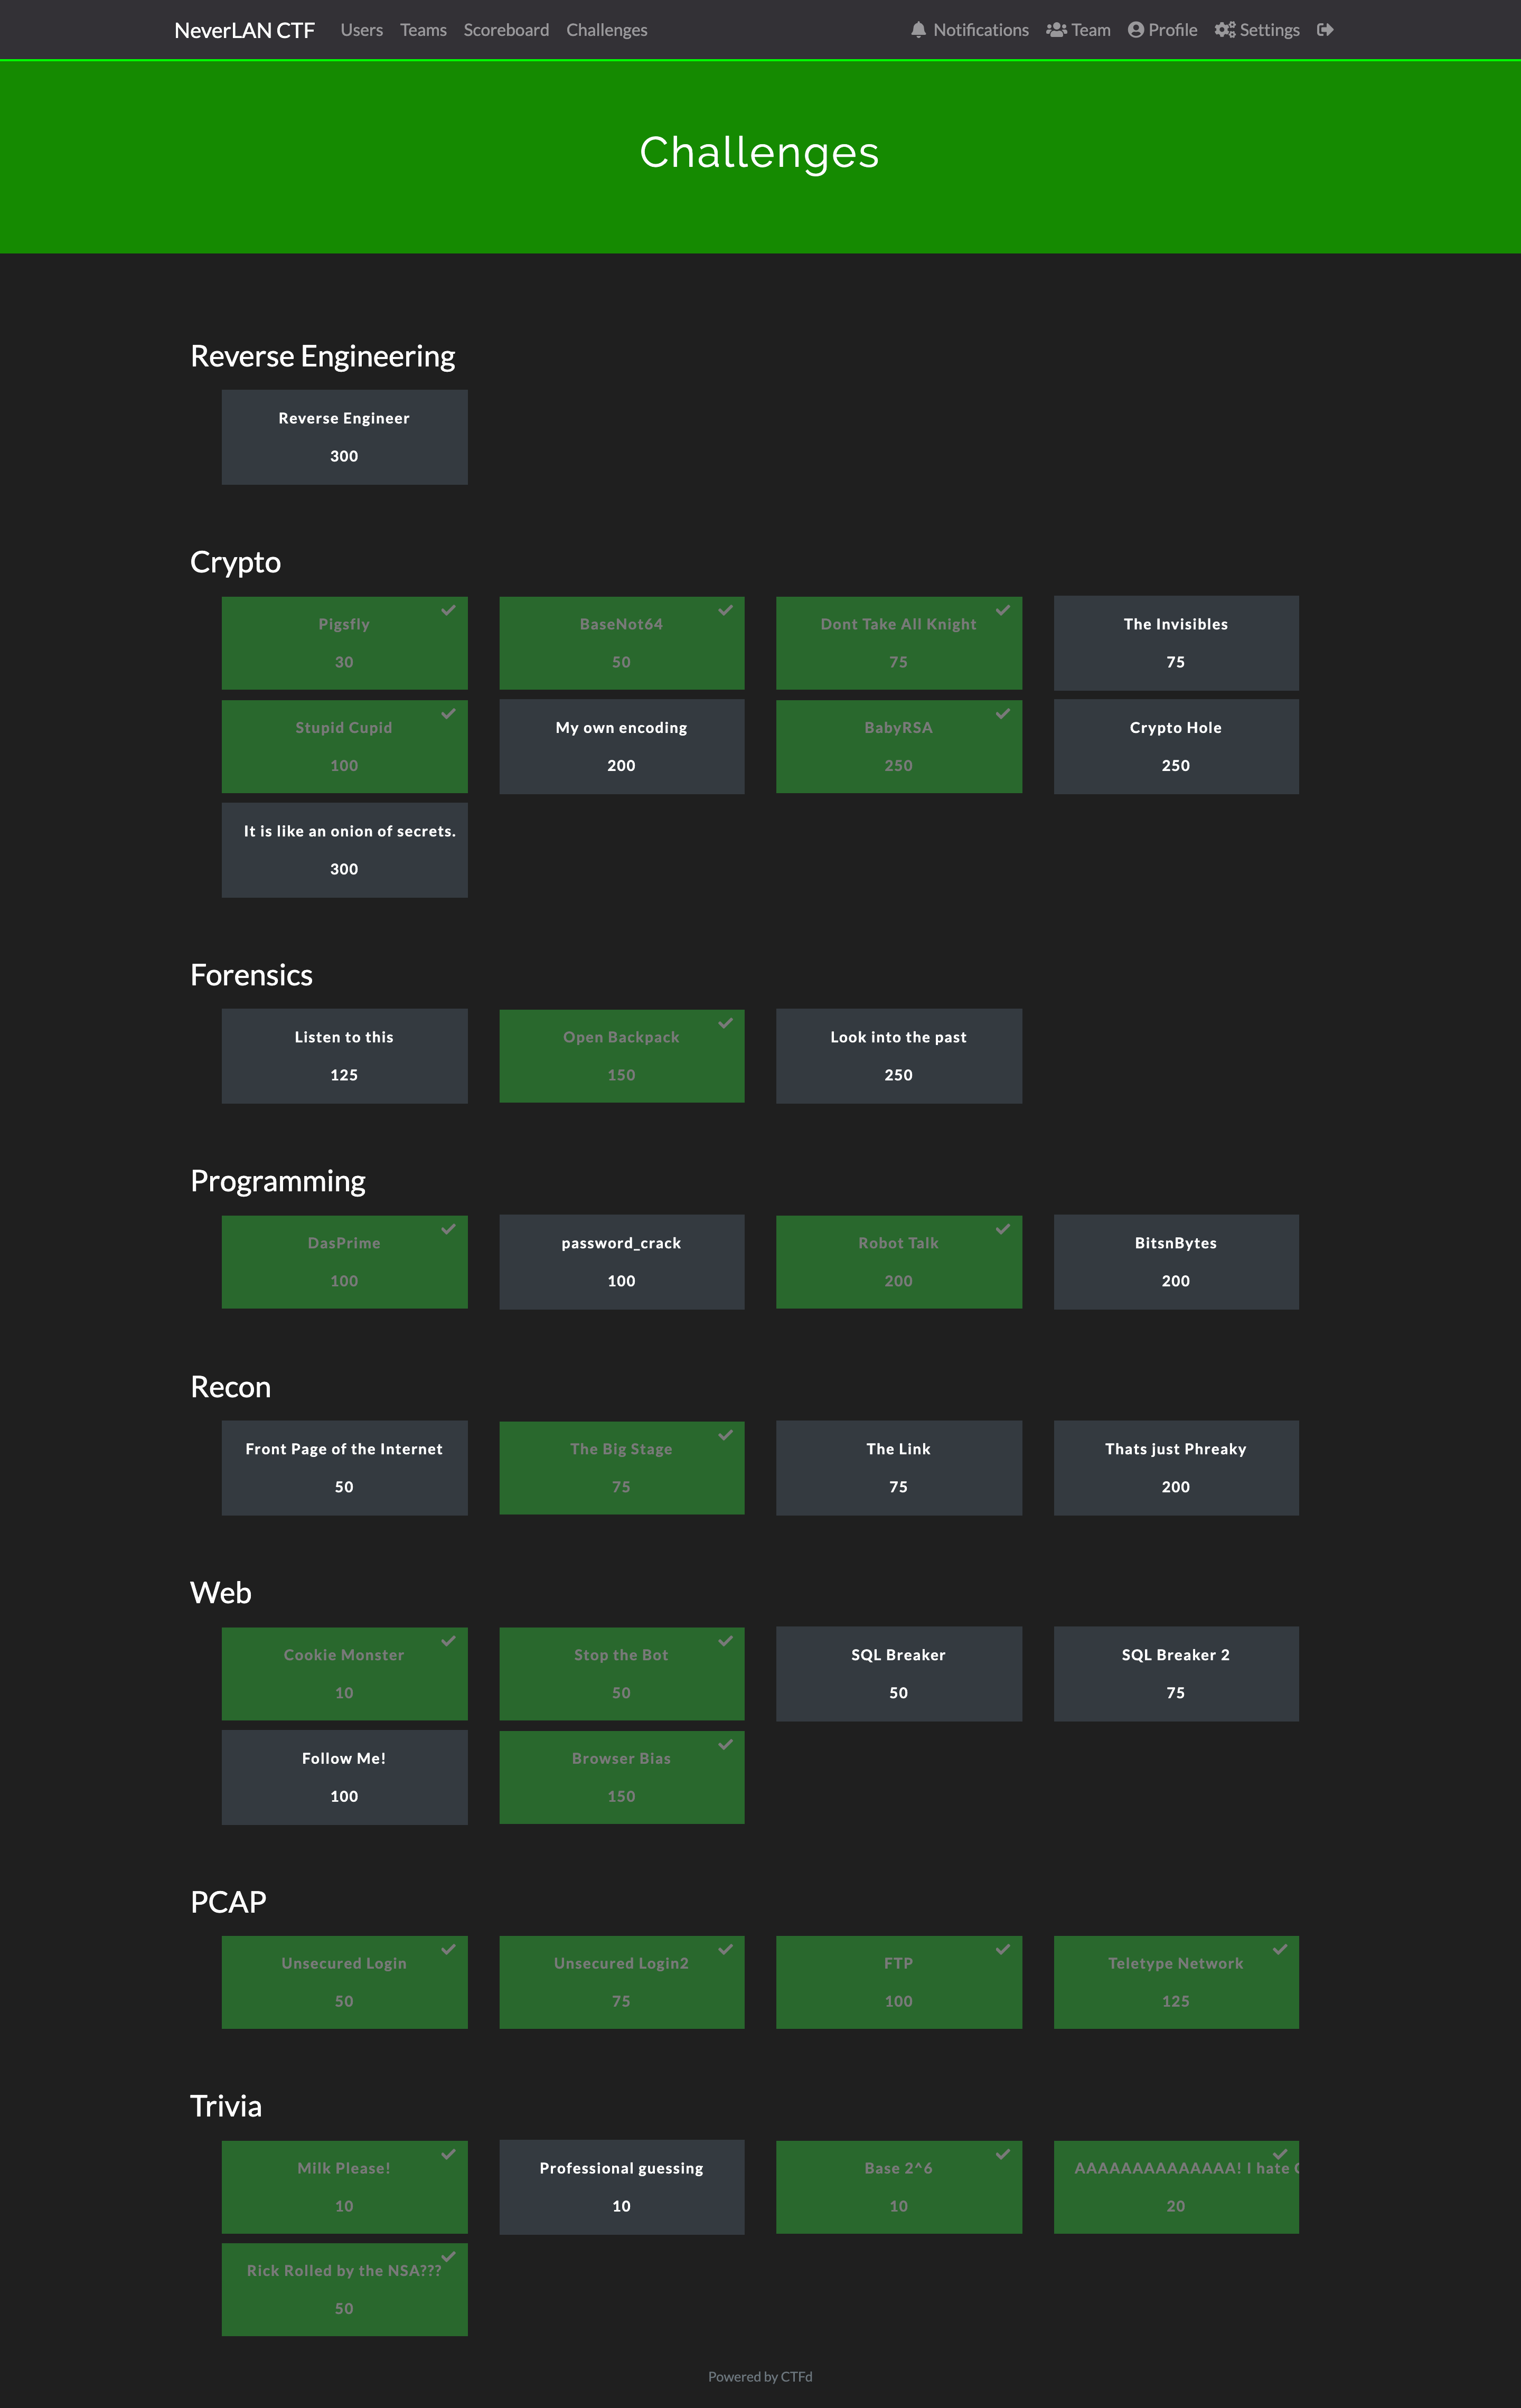 NeverLAN CTF Users Teams Scoreboard Challenges Notifications Team Profile Settings
Challenges
Reverse Engineering
Reverse Engineer
300
Crypto
Pigsfly
30
BaseNot64
50
Dont Take All Knight
75
The Invisibles
75
Stupid Cupid
100
My own encoding
200
BabyRSA
250
Crypto Hole
250
It is like an onion of secrets.
300
Forensics
Listen to this
125
Open Backpack
150
Look into the past
250
Programming
DasPrime
100
password_crack
100
Robot Talk
200
BitsnBytes
200
Recon
Front Page of the Internet
50
The Big Stage
75
The Link
75
Thats just Phreaky
200
Web
Cookie Monster
10
Stop the Bot
50
SQL Breaker
50
SQL Breaker 2
75
Follow Me!
100
Browser Bias
150
PCAP
Unsecured Login
50
Unsecured Login2
75
FTP
100
Teletype Network
125
Trivia
Milk Please!
10
Professional guessing
10
Base 2^6
10
AAAAAAAAAAAAAA! I hate
20
Rick Rolled by the NSA???
50
Powered by CTFd